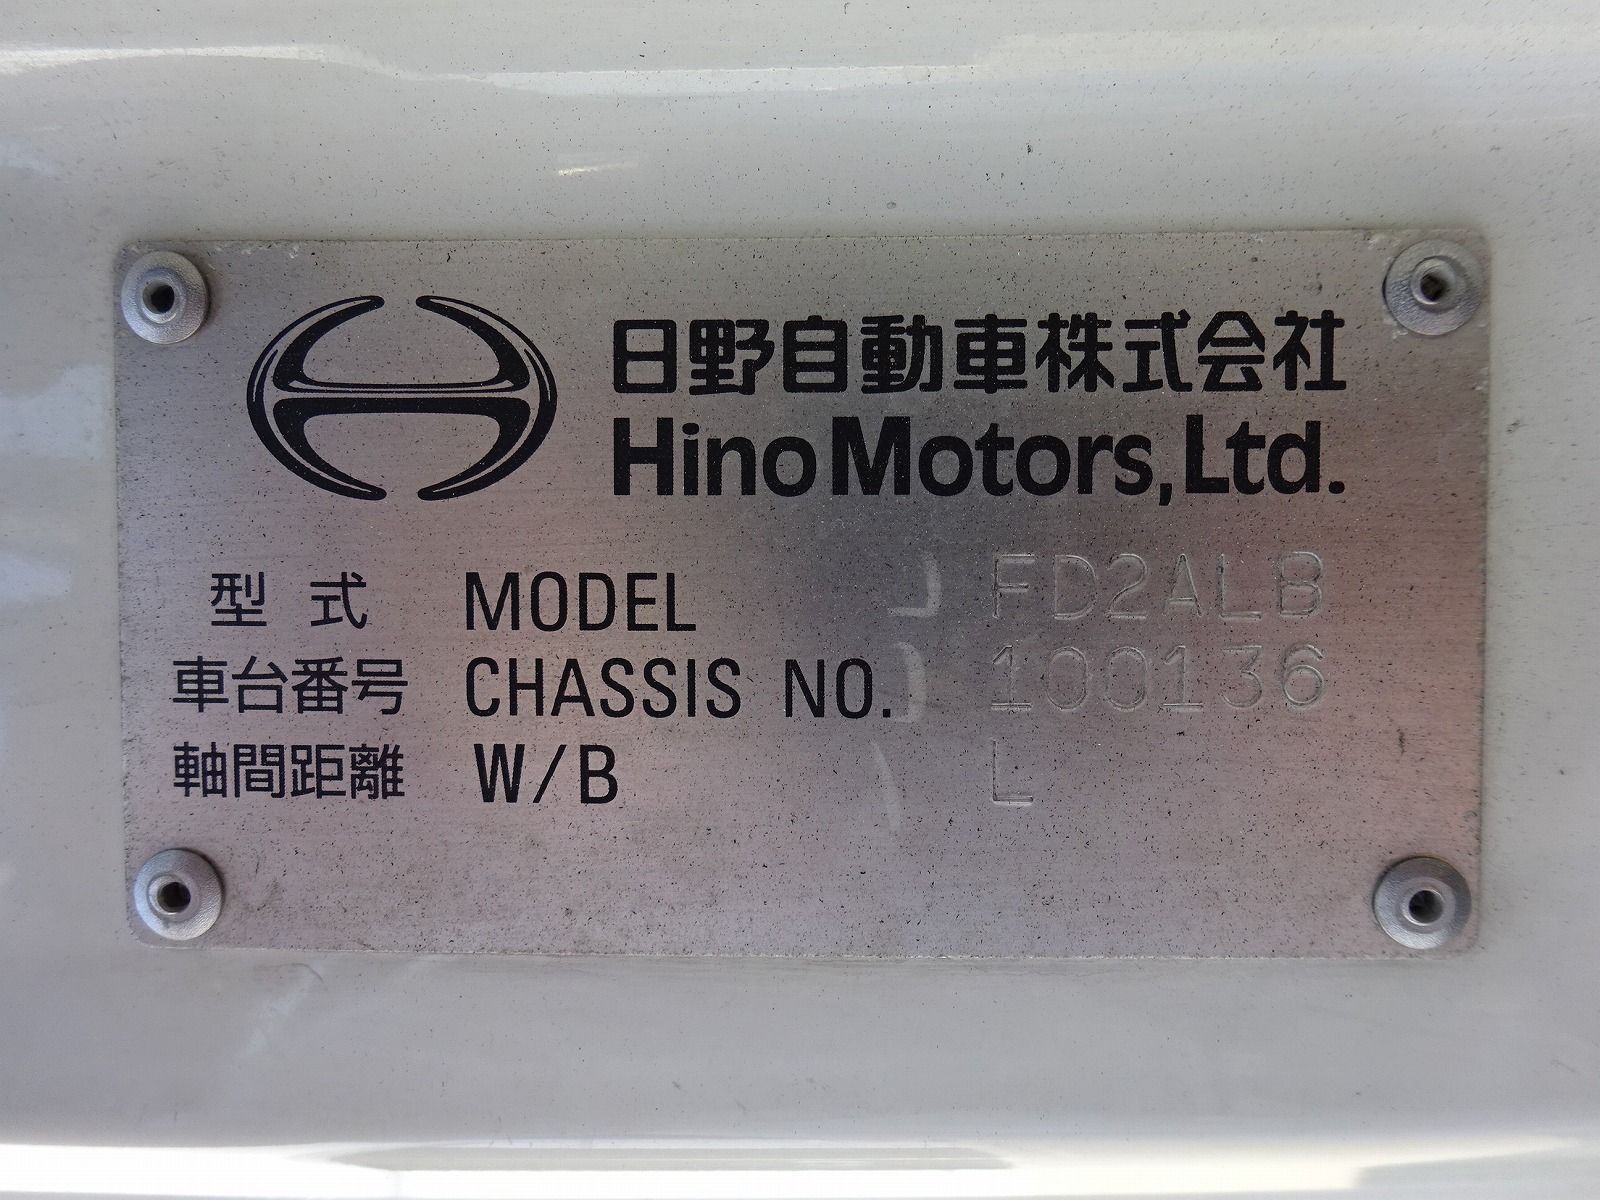 日野自動車株式会社
Hino Motors, Ltd.
型式 MODEL FD2ALB
車台番号 CHASSIS NO. 100136
軸間距離 W/B L